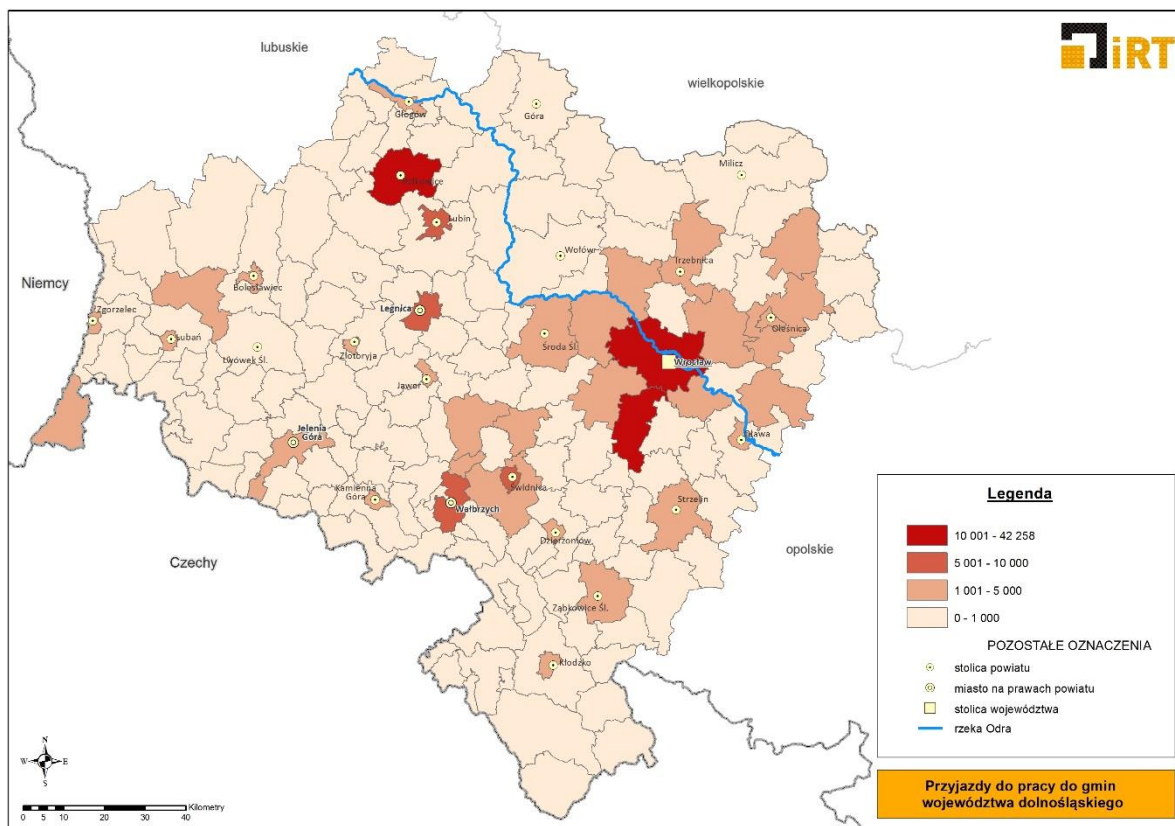 lubuskie
iRT
wielkopolskie
Głogów
Góra
Milicz
Lubin
Wołów
Trzebnica
Niemcy
Bolesławiec
Zgorzelec
Legnica
Oleśnica
Lubań
Lwówek Śl.
Złotoryja
Środa Śl.
Wrocław
Jawor
Jelenia
Góra
Oława
Kamienna
Góra
Świdnica
Wałbrzych
Strzelin
Dzierżoniów
Czechy
opolskie
Ząbkowice Śl.
Kłodzko
Legenda
10 001 - 42 258
5 001 - 10 000
1 001 - 5 000
0 - 1 000
POZOSTAŁE OZNACZENIA
stolica powiatu
miasto na prawach powiatu
stolica województwa
rzeka Odra
N
W
E
S
0 5 10 20 30 40
Kilometry
Przyjazdy do pracy do gmin
województwa dolnośląskiego